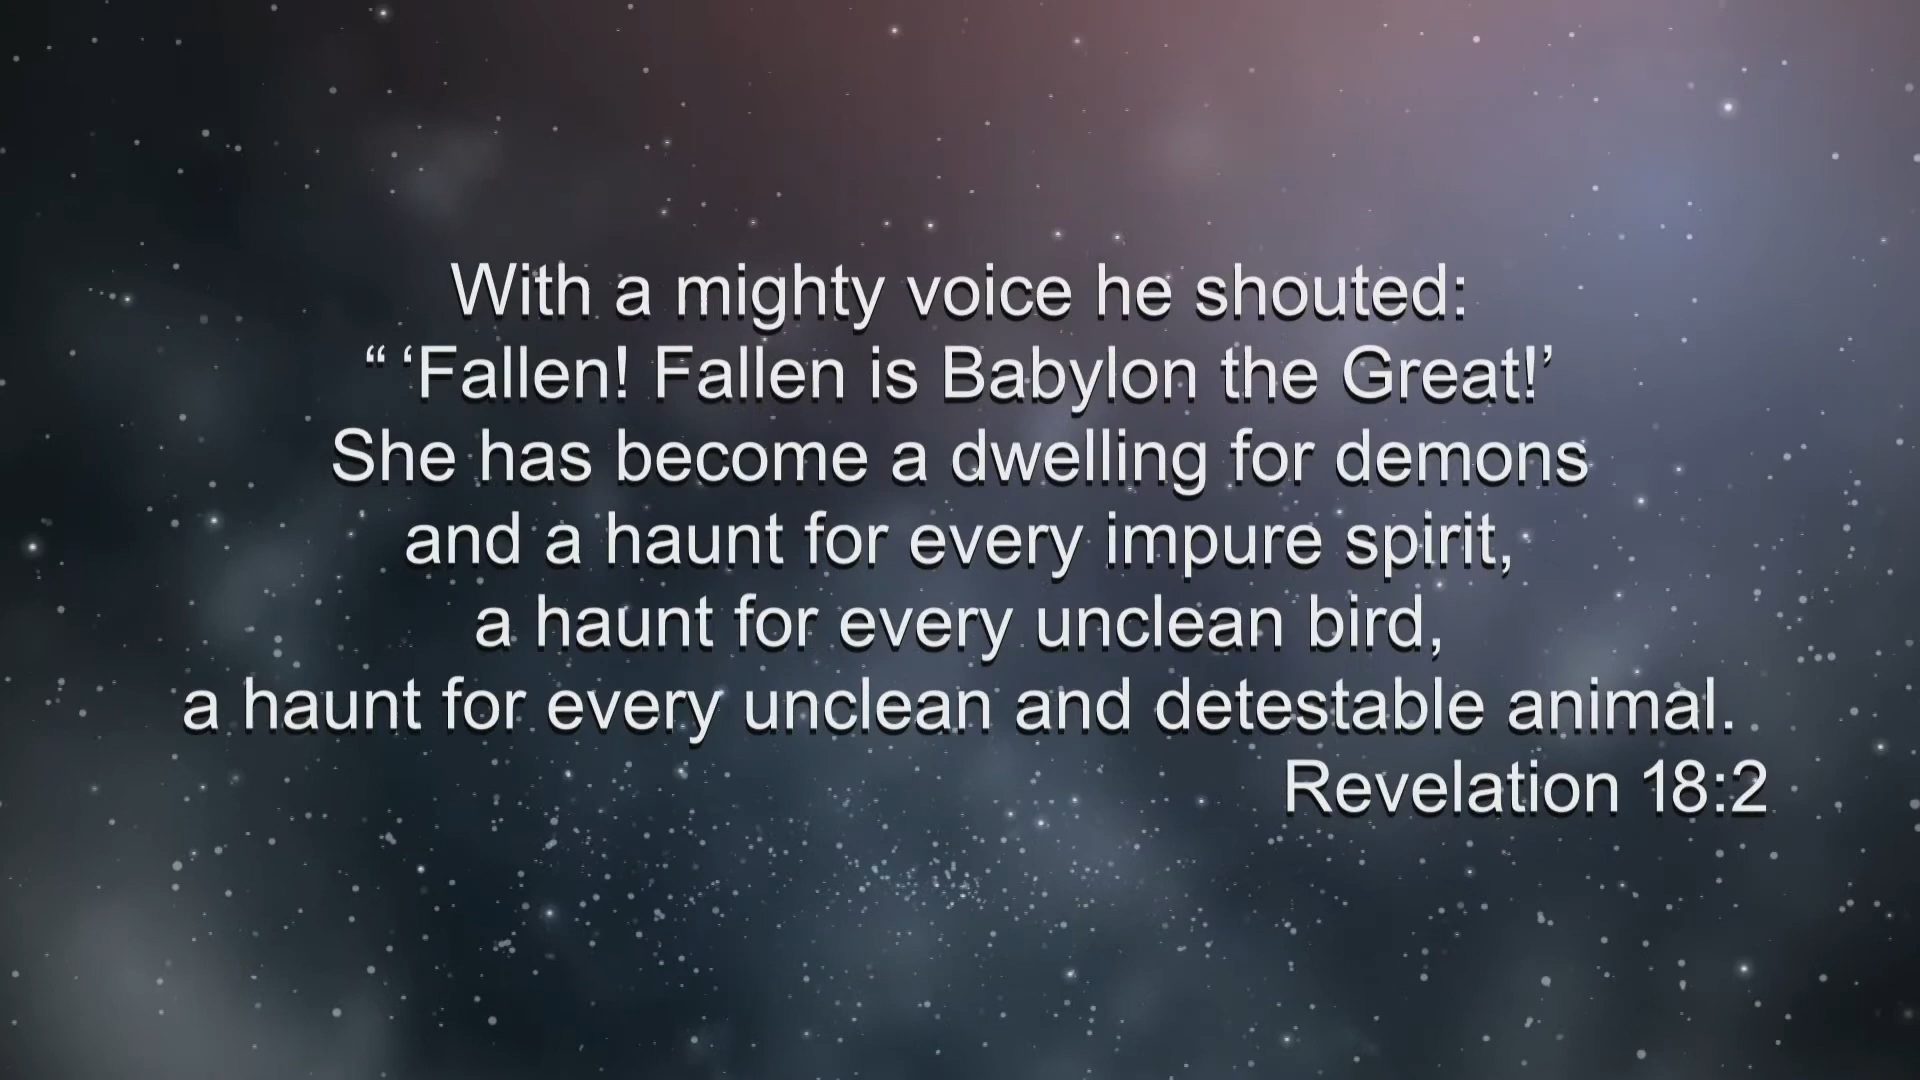 With a mighty voice he shouted:
“ ‘Fallen! Fallen is Babylon the Great!’
She has become a dwelling for demons
and a haunt for every impure spirit,
a haunt for every unclean bird,
a haunt for every unclean and detestable animal.
Revelation 18:2